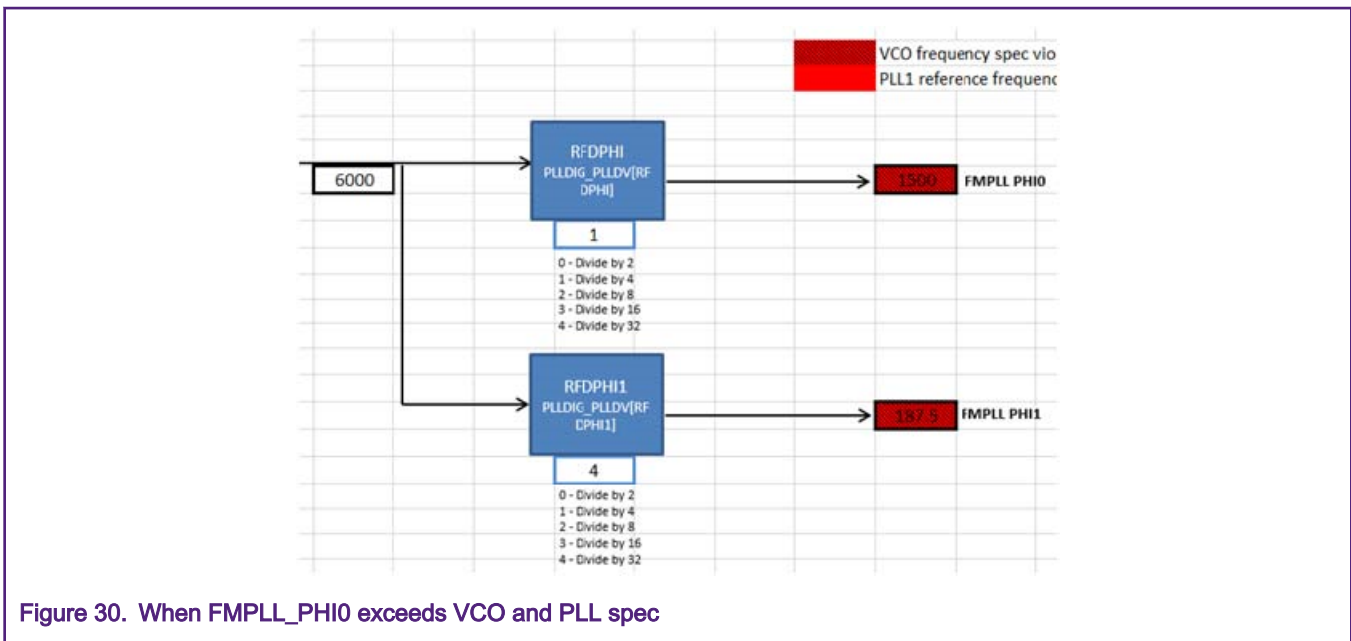 VCO frequency spec vio
PLL1 reference frequenc
RFDPHI
PLLDIG_PLLDV[RF
DPHI]
6000
1500
FMPLL PHI0
1
0 - Divide by 2
1 - Divide by 4
2 - Divide by 8
3 - Divide by 16
4 - Divide by 32
RFDPHI1
PLLDIG_PLLDV[RF
DPHI1]
187.5
FMPLL PHI1
4
0 - Divide by 2
1 - Divide by 4
2 - Divide by 8
3 - Divide by 16
4 - Divide by 32
Figure 30. When FMPLL_PHI0 exceeds VCO and PLL spec